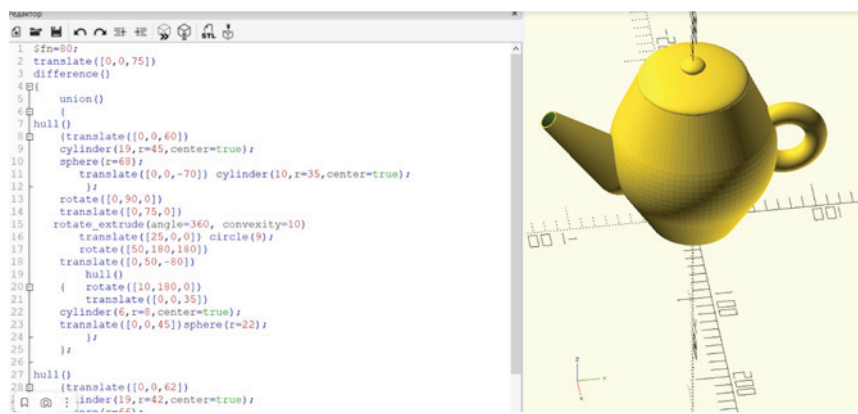 Редактор
STL
1 $fn=80;
2 translate([0,0,75])
3 difference()
4 {
5 union()
6 {
7 hull()
8 {translate([0,0,60])
9 cylinder(19,r=45,center=true);
10 sphere(r=68);
11 translate([0,0,-70]) cylinder(10,r=35,center=true);
12 };
13 rotate([0,90,0])
14 translate([0,75,0])
15 rotate_extrude(angle=360, convexity=10)
16 translate([25,0,0]) circle(9);
17 rotate([50,180,180])
18 translate([0,50,-80])
19 hull()
20 { rotate([10,180,0])
21 translate([0,0,35])
22 cylinder(6,r=8,center=true);
23 translate([0,0,45])sphere(r=22);
24 };
25 };
26
27 hull()
28 {translate([0,0,62])
inder(19,r=42,center=true);
100
100
200